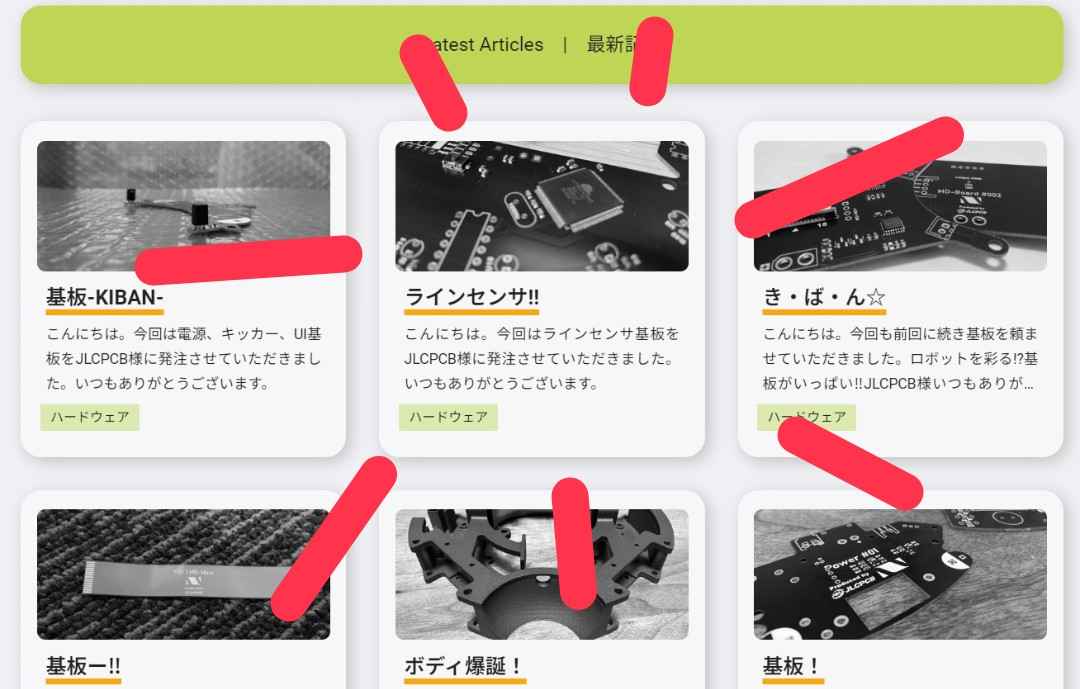 Articles | 最新
基板-KIBAN-
こんにちは。今回は電源、キッカー、UI基
板をJLCPCB様に発注させていただきまし
た。いつもありがとうございます。
ハードウェア
ラインセンサ!!
こんにちは。今回はラインセンサ基板を
JLCPCB様に発注させていただきました。
いつもありがとうございます。
ハードウェア
MD-Board #003
き・ば・ん☆
こんにちは。今回も前回に続き基板を頼ま
せていただきました。ロボットを彩る!?基
板がいっぱい!!JLCPCB様いつもありが...
ハードウェア
基板ー!!
ボディ爆誕！
Power #01
Produced by
JLCPCB
基板！